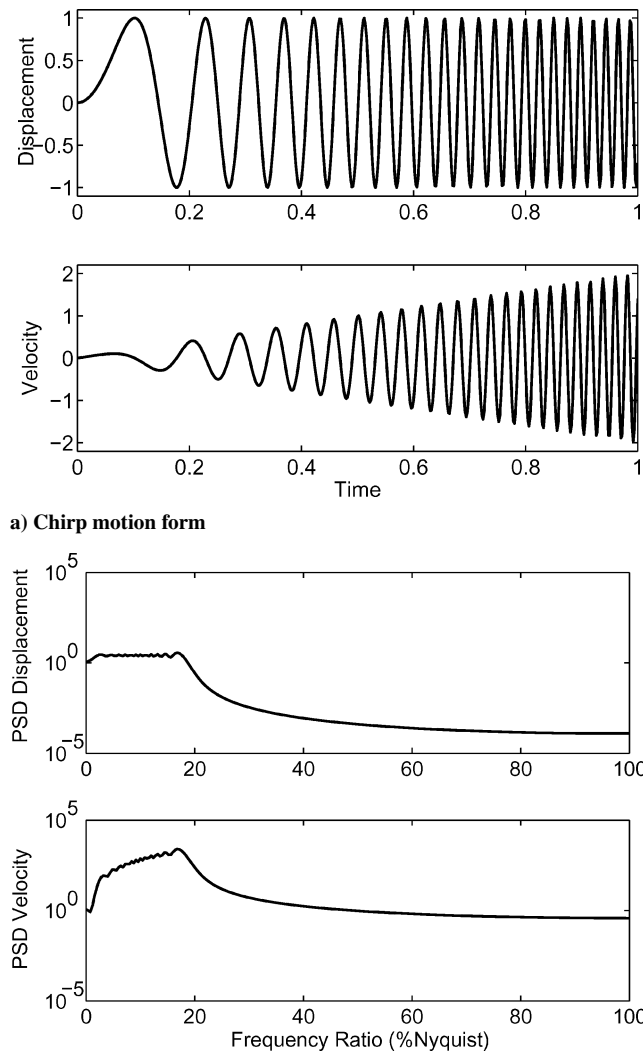 Displacement
1
0.5
0
−0.5
−1
0 0.2 0.4 0.6 0.8 1
Velocity
2
1
0
−1
−2
0 0.2 0.4 0.6 0.8 1
Time
a) Chirp motion form
PSD Displacement
10^5
10^0
10^−5
0 20 40 60 80 100
PSD Velocity
10^5
10^0
10^−5
0 20 40 60 80 100
Frequency Ratio (%Nyquist)